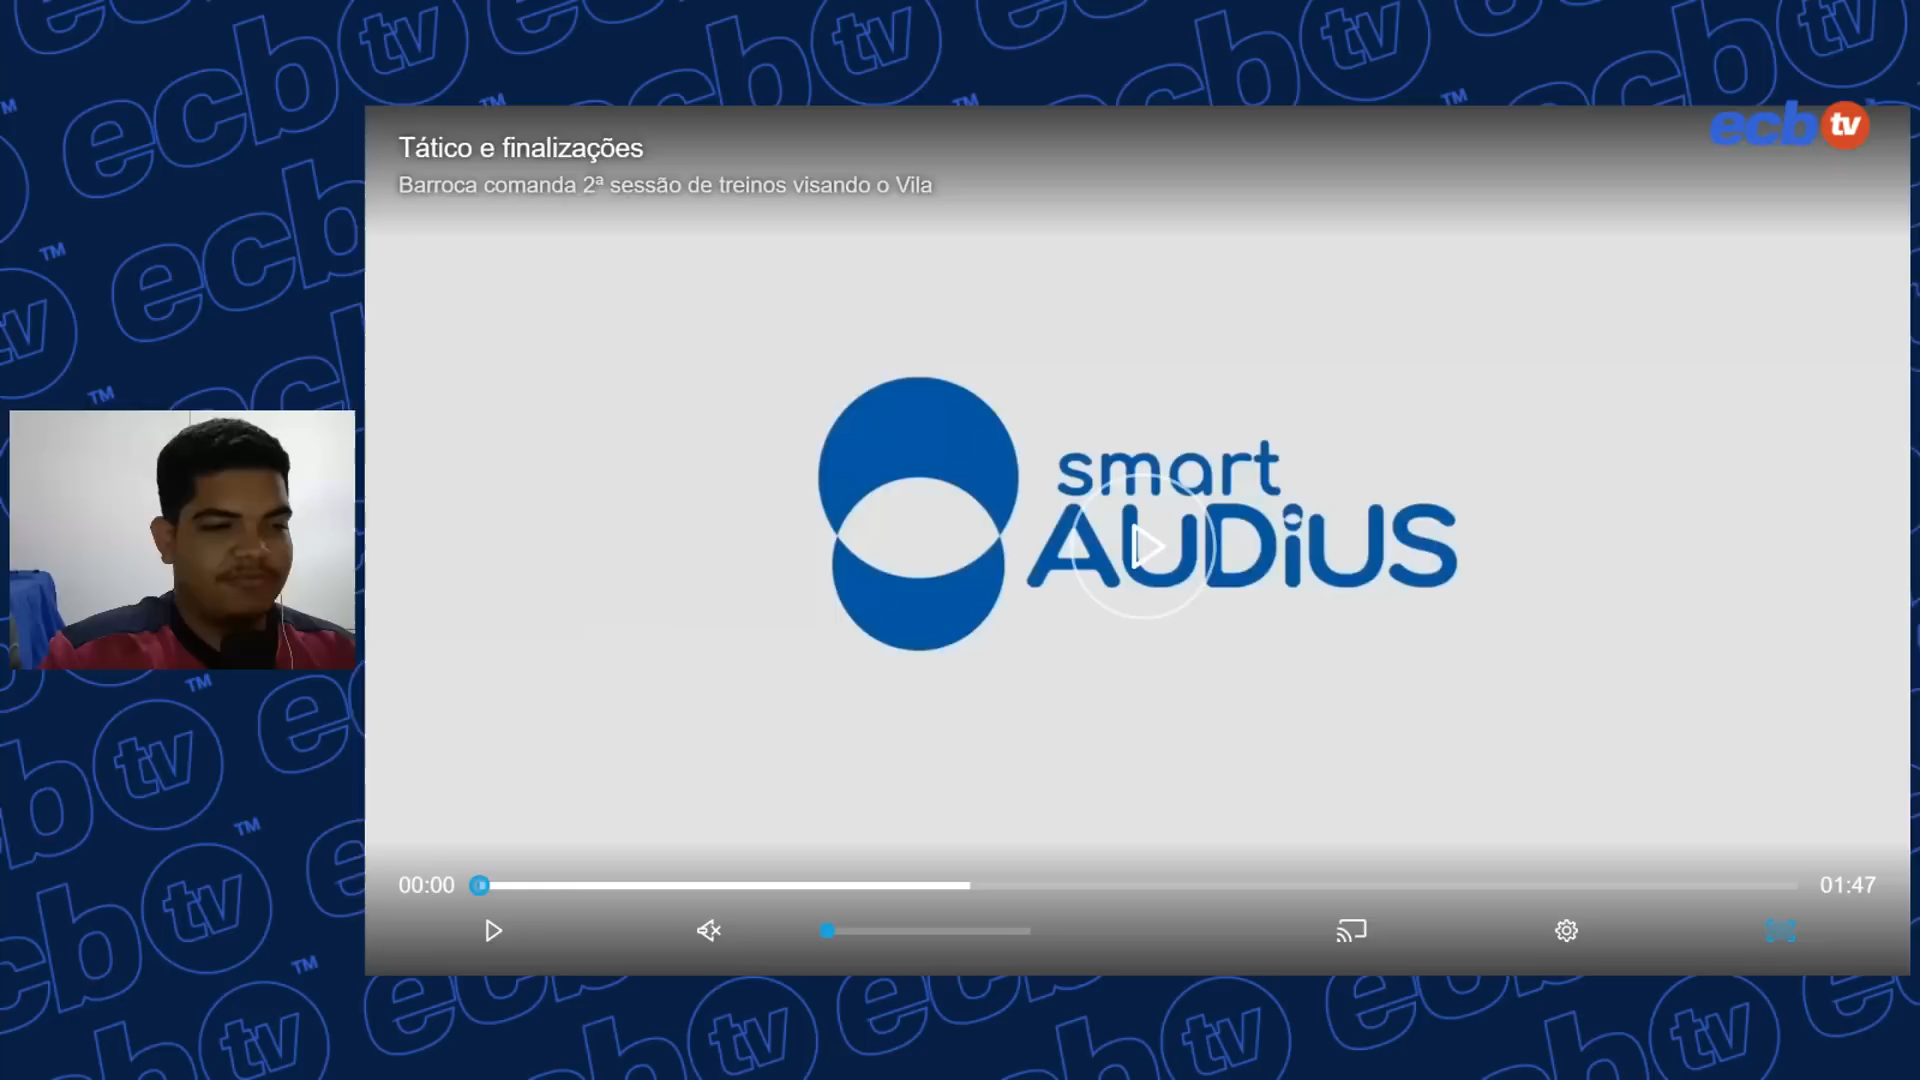 ecb tv
Tático e finalizações
Barroca comanda 2ª sessão de treinos visando o Vila
smart
AUDiUS
00:00
01:47